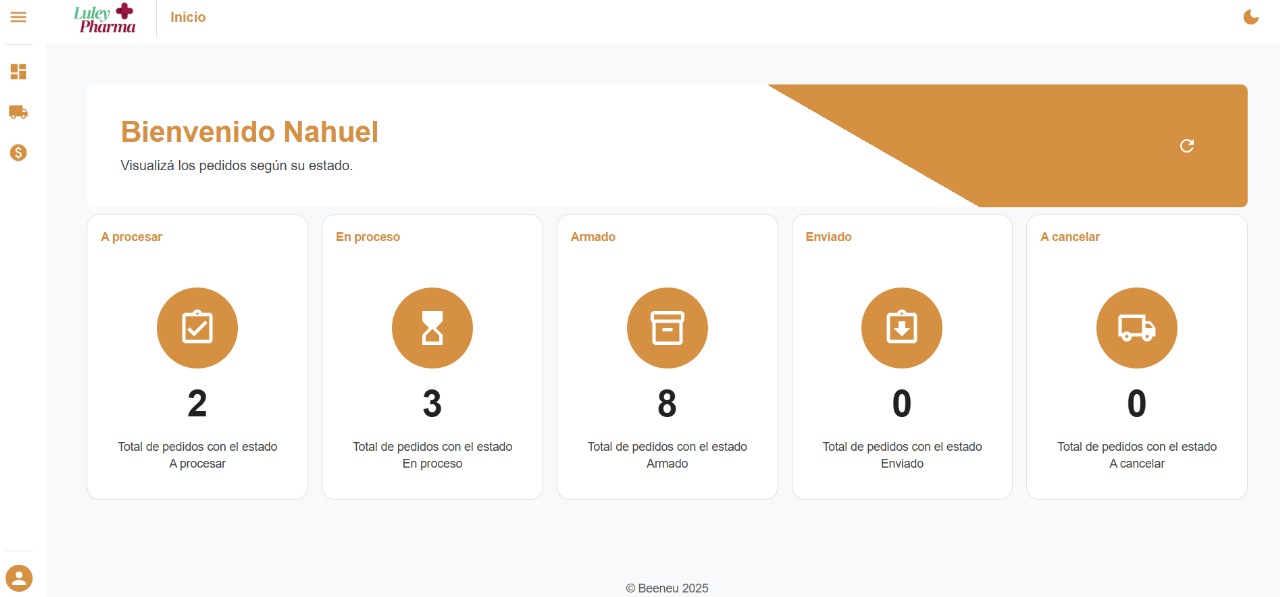 Luley
Pharma
Inicio
Bienvenido Nahuel
Visualizá los pedidos según su estado.
A procesar
2
Total de pedidos con el estado
A procesar
En proceso
3
Total de pedidos con el estado
En proceso
Armado
8
Total de pedidos con el estado
Armado
Enviado
0
Total de pedidos con el estado
Enviado
A cancelar
0
Total de pedidos con el estado
A cancelar
© Beeneu 2025